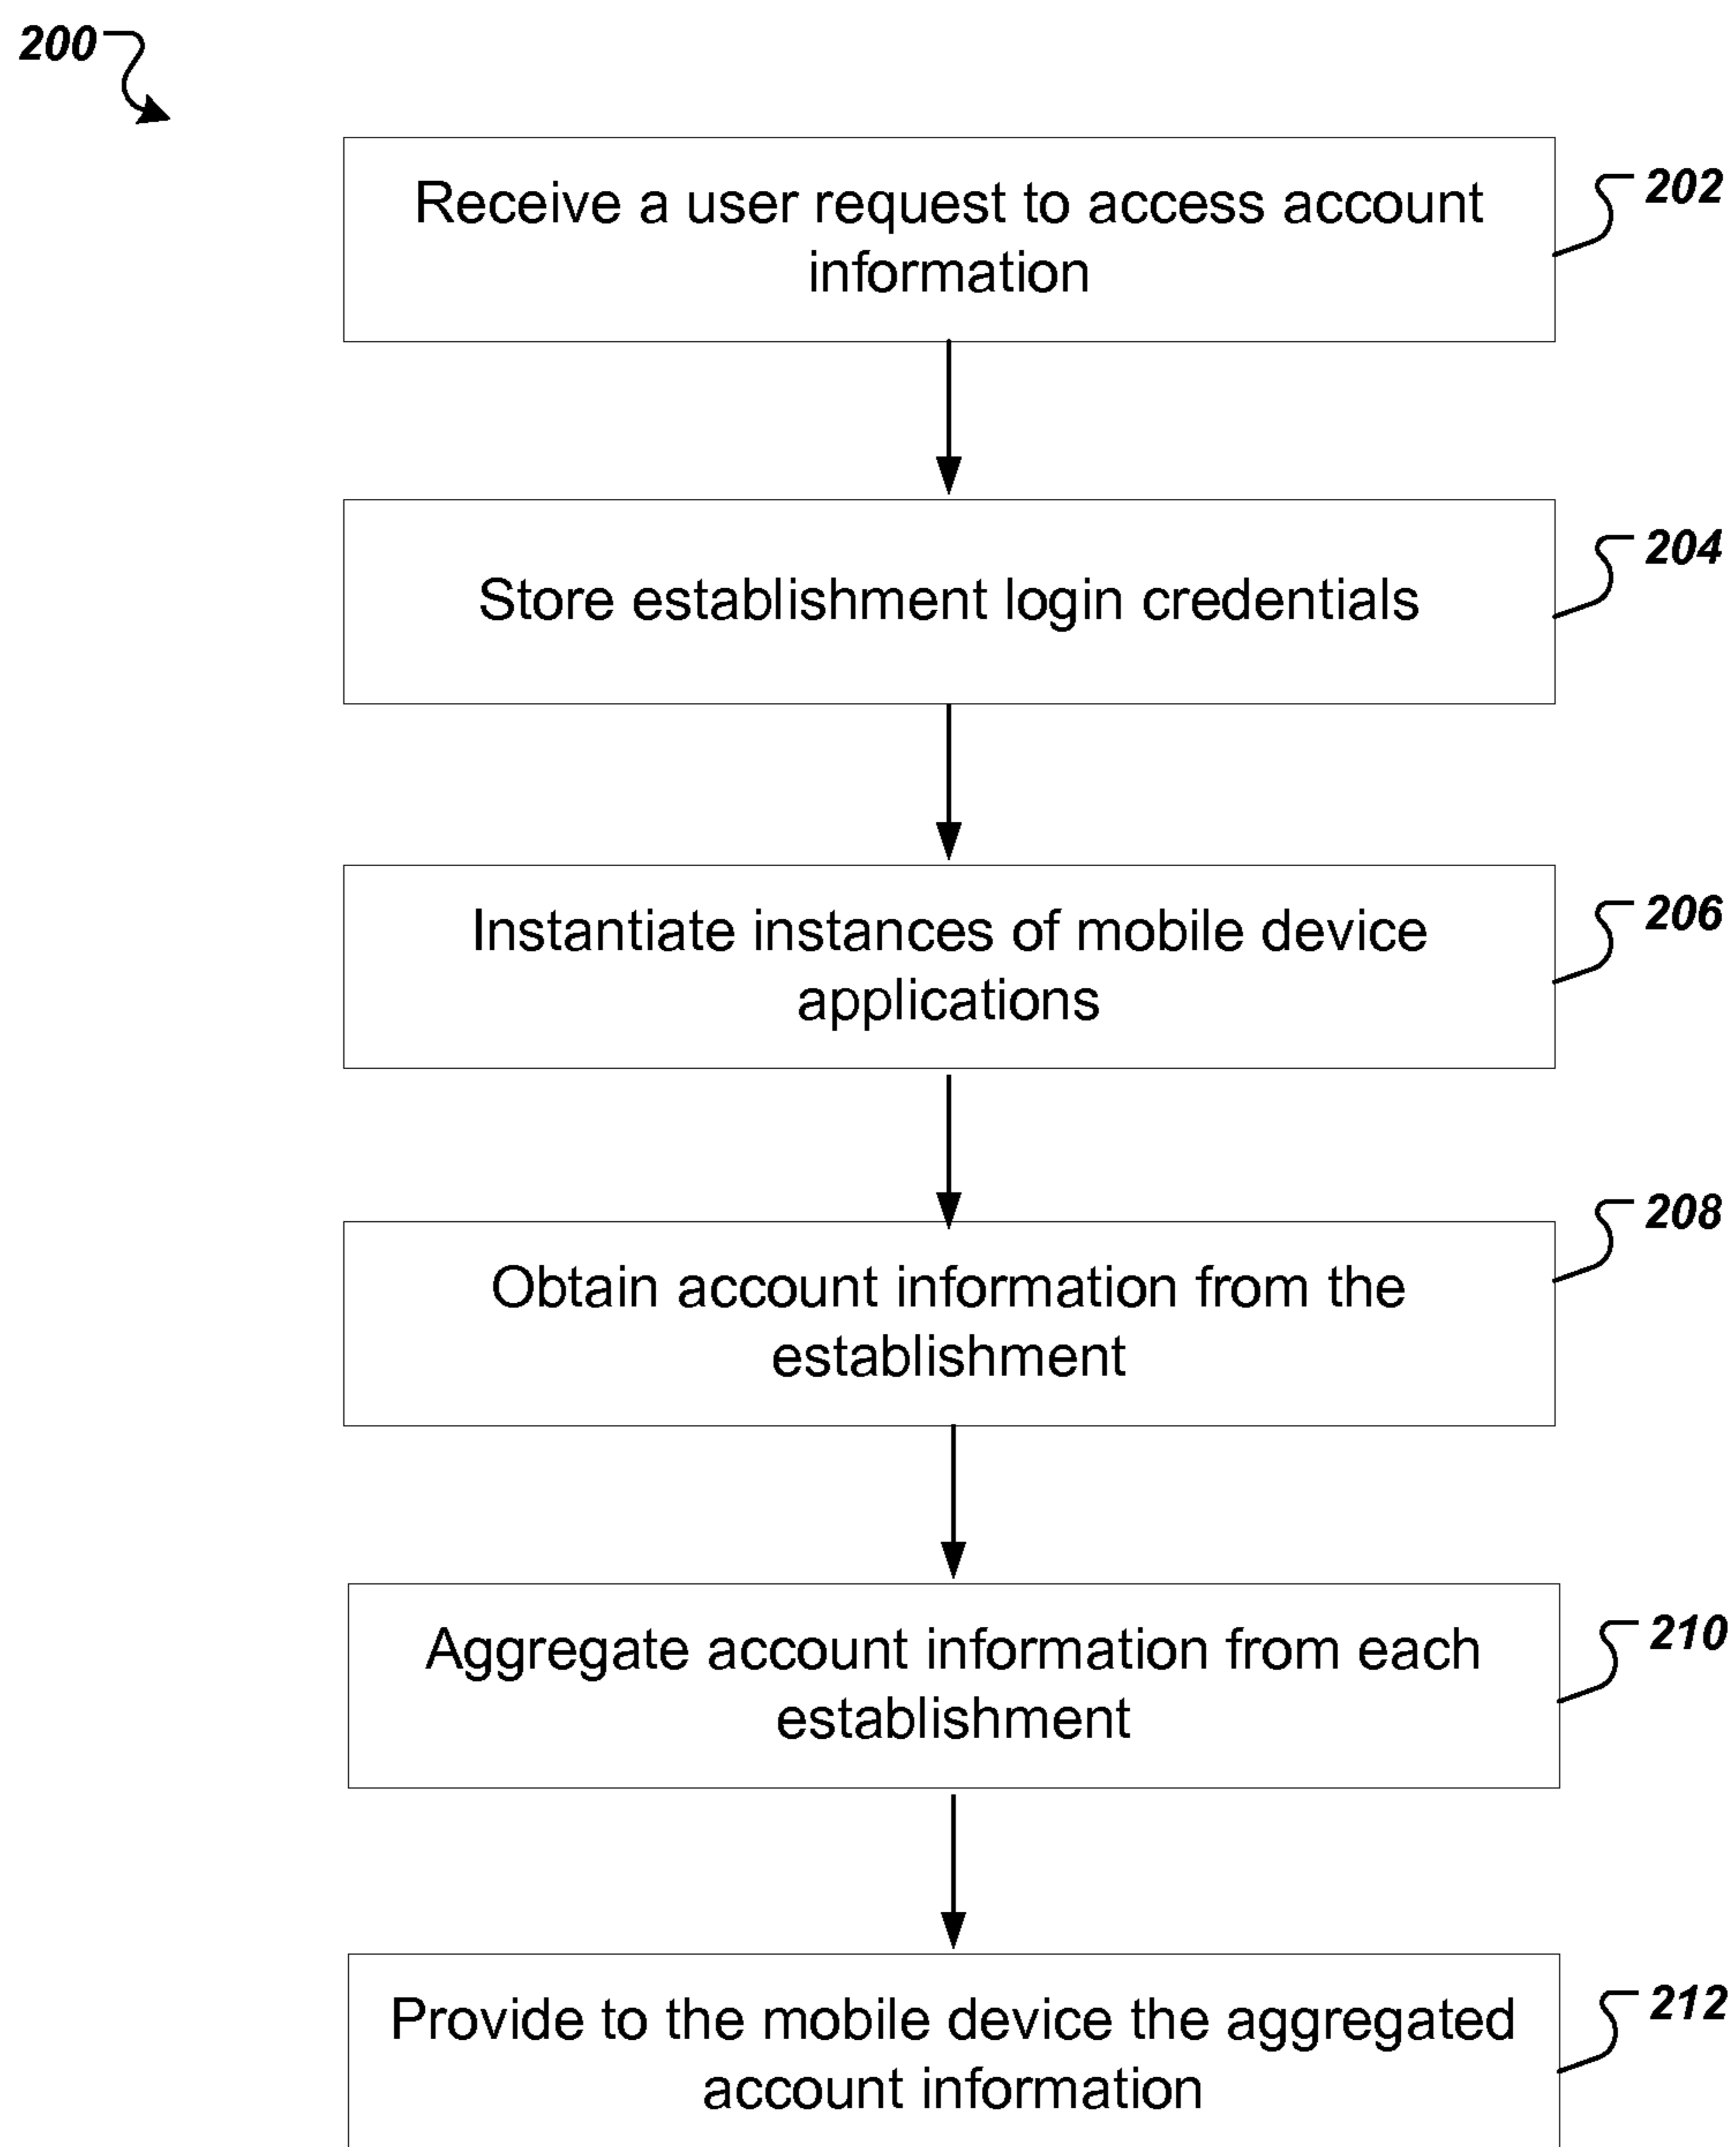 200
Receive a user request to access account
information
202
Store establishment login credentials
204
Instantiate instances of mobile device
applications
206
Obtain account information from the
establishment
208
Aggregate account information from each
establishment
210
Provide to the mobile device the aggregated
account information
212